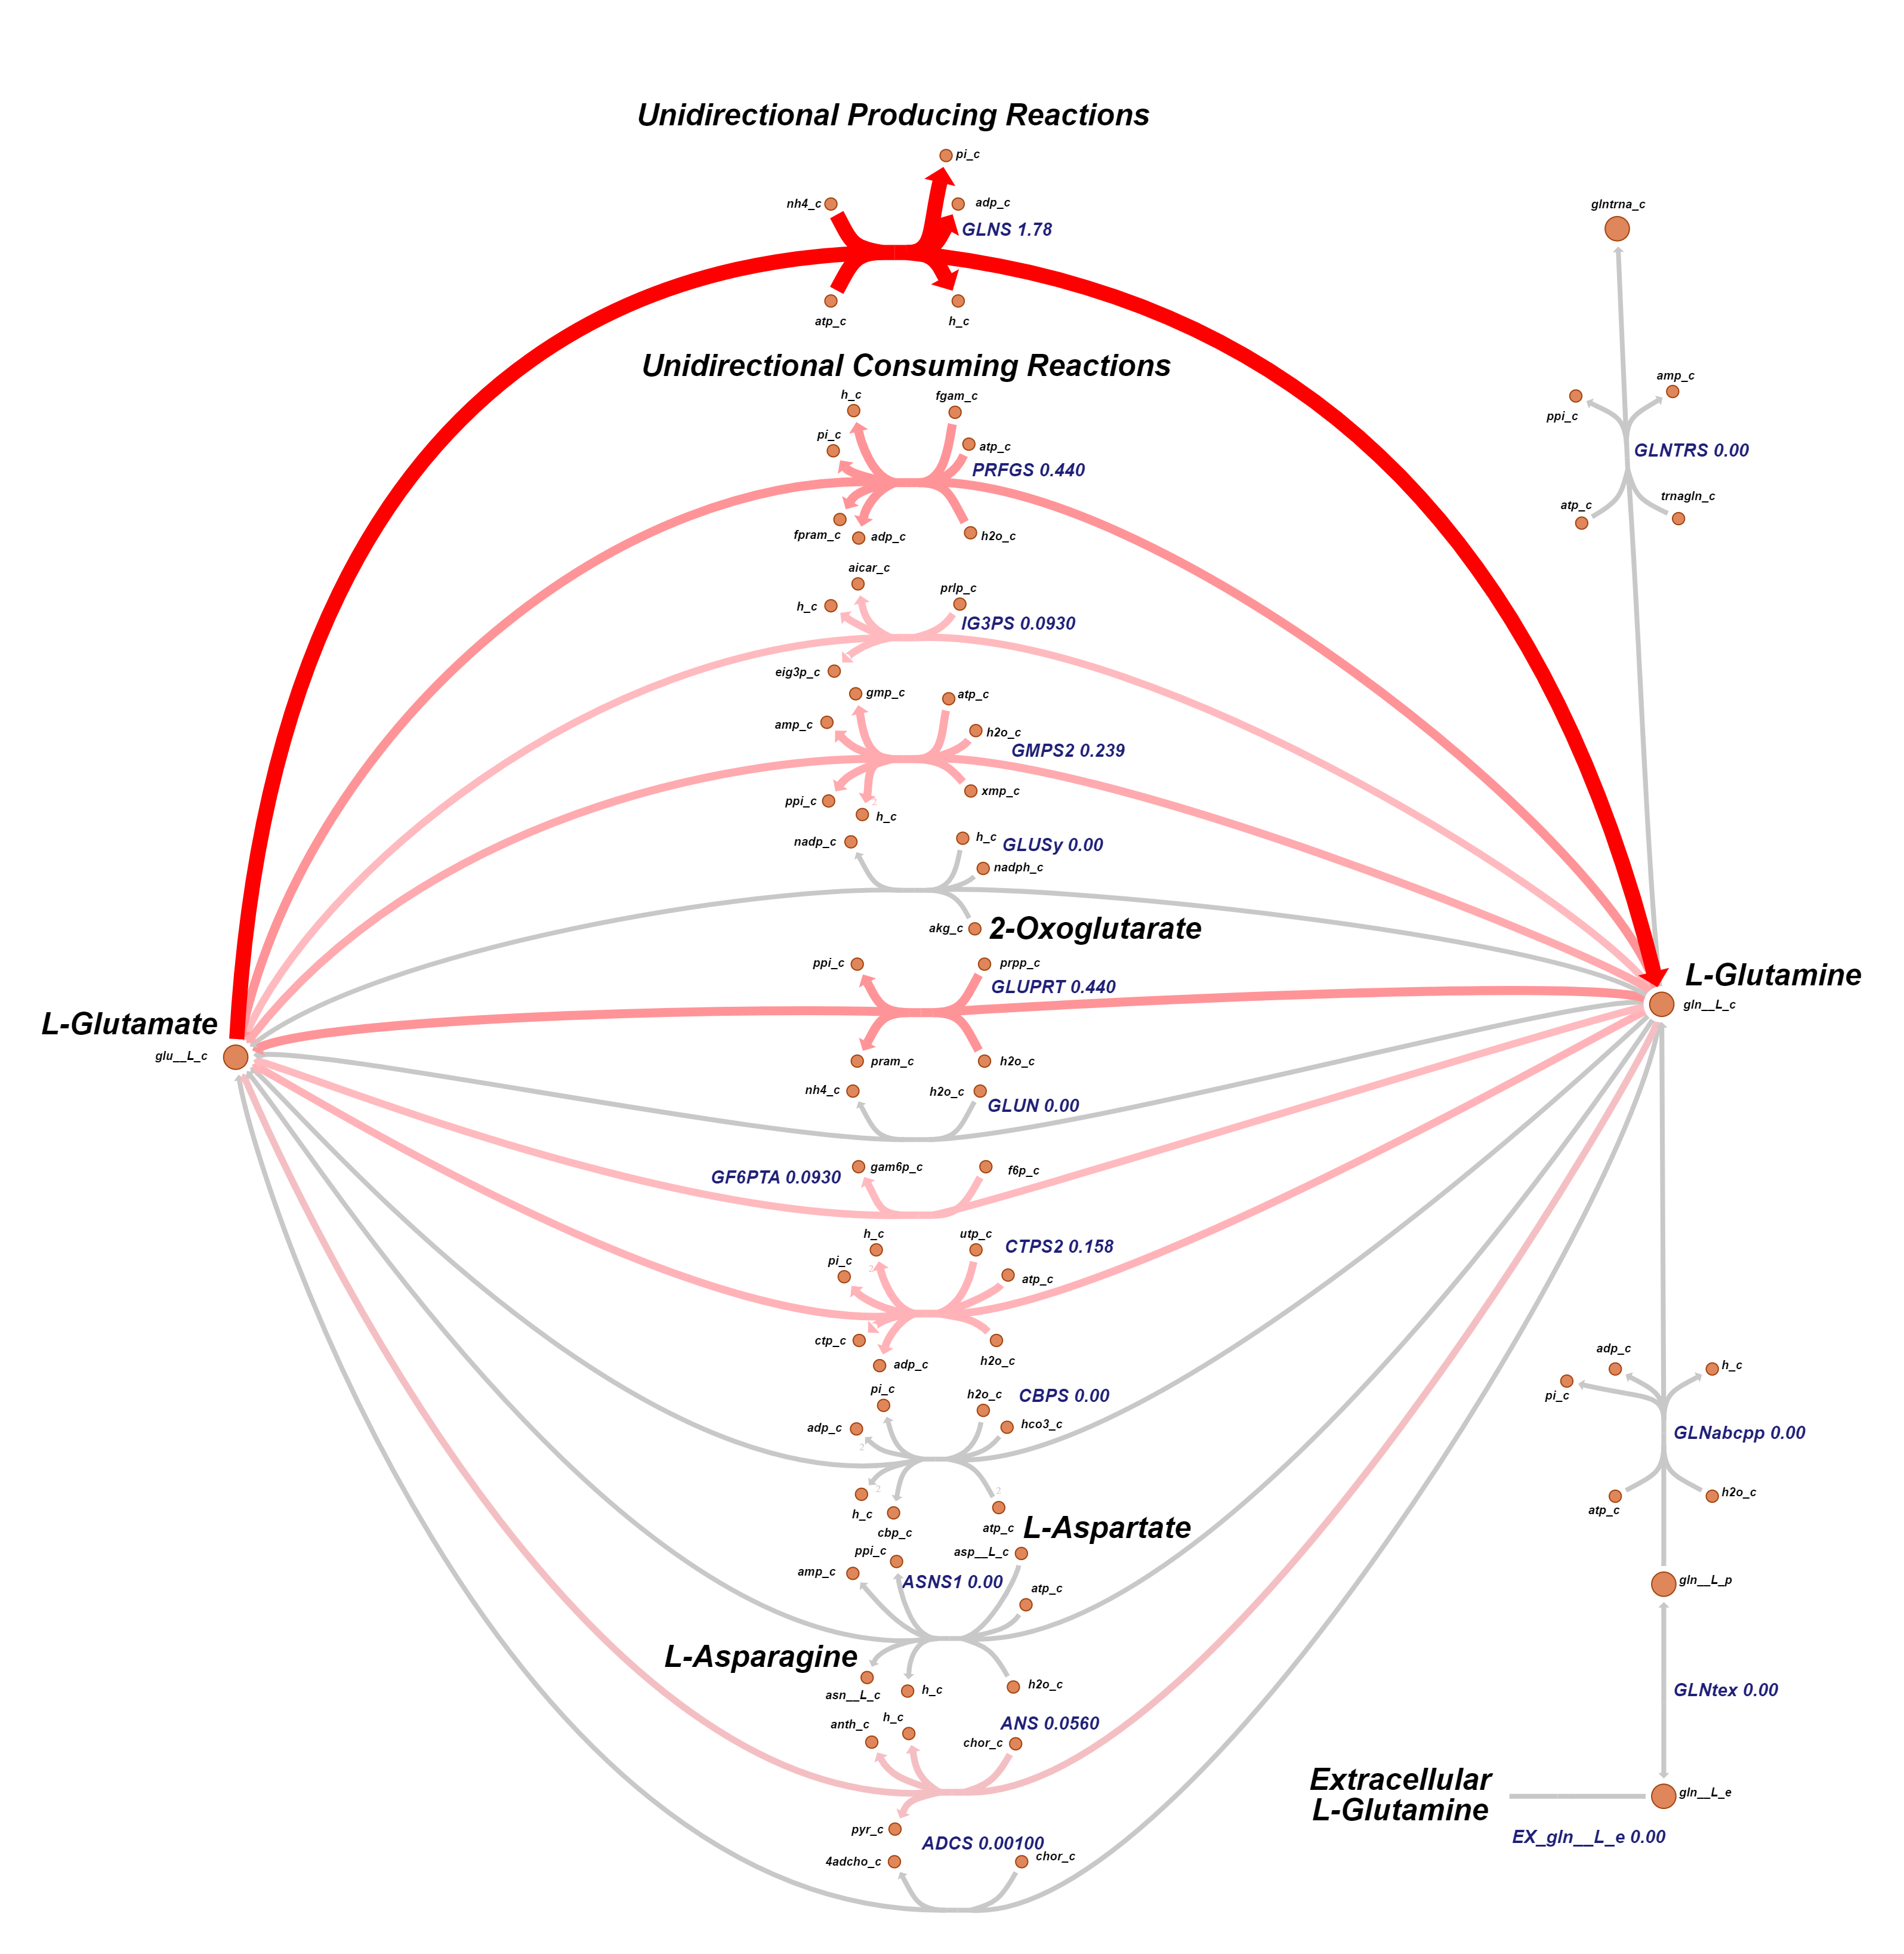 Unidirectional Producing Reactions
pi_c
nh4_c
adp_c
GLNS 1.78
atp_c
h_c
glntrna_c
Unidirectional Consuming Reactions
h_c
fgam_c
pi_c
atp_c
PRFGS 0.440
fpram_c
adp_c
h2o_c
amp_c
ppi_c
GLNTRS 0.00
atp_c
trnagln_c
aicar_c
h_c
prlp_c
IG3PS 0.0930
eig3p_c
gmp_c
atp_c
amp_c
h2o_c
GMPS2 0.239
ppi_c
2
h_c
xmp_c
nadp_c
h_c
GLUSy 0.00
nadph_c
akg_c
2-Oxoglutarate
ppi_c
prpp_c
GLUPRT 0.440
L-Glutamine
gln__L_c
L-Glutamate
glu__L_c
pram_c
h2o_c
nh4_c
h2o_c
GLUN 0.00
GF6PTA 0.0930
gam6p_c
f6p_c
h_c
utp_c
CTPS2 0.158
pi_c
2
atp_c
ctp_c
adp_c
h2o_c
pi_c
h2o_c
CBPS 0.00
adp_c
2
hco3_c
2
2
h_c
cbp_c
atp_c
L-Aspartate
adp_c
h_c
pi_c
GLNabcpp 0.00
atp_c
h2o_c
ppi_c
asp__L_c
amp_c
ASNS1 0.00
atp_c
gln__L_p
L-Asparagine
asn__L_c
h_c
h2o_c
GLNtex 0.00
anth_c
h_c
ANS 0.0560
chor_c
pyr_c
ADCS 0.00100
4adcho_c
chor_c
Extracellular
L-Glutamine
gln__L_e
EX_gln__L_e 0.00